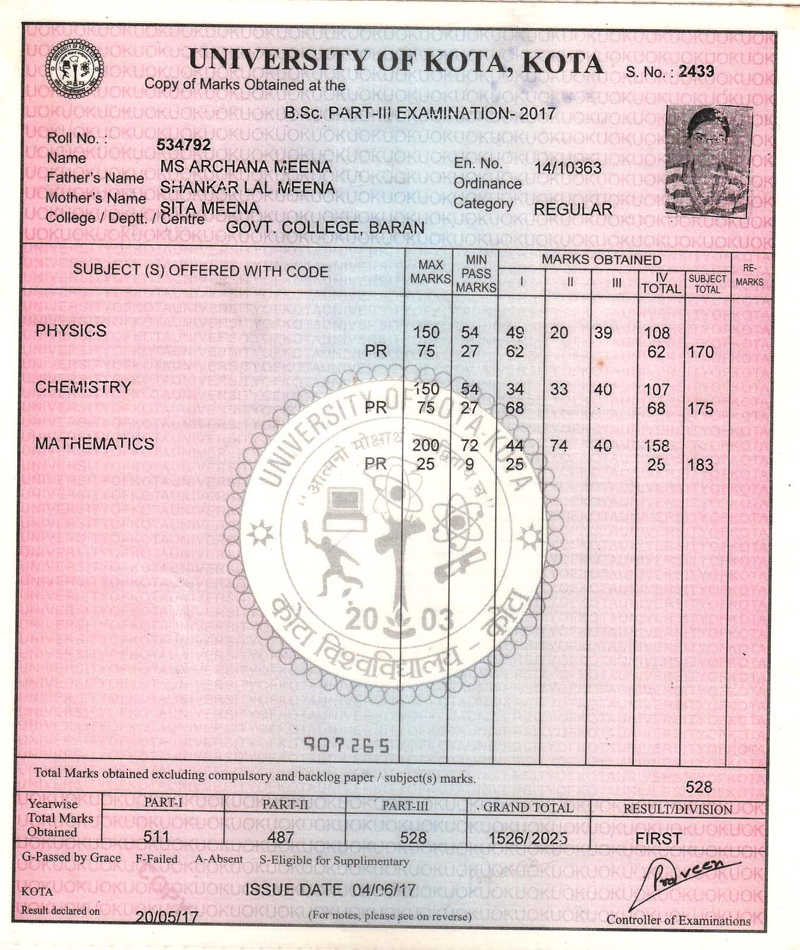 UNIVERSITY OF KOTA, KOTA
S. No. : 2439
Copy of Marks Obtained at the
B.Sc. PART-III EXAMINATION- 2017
Roll No. : 534792
Name MS ARCHANA MEENA En. No. 14/10363
Father's Name SHANKAR LAL MEENA Ordinance
Mother's Name SITA MEENA Category REGULAR
College / Deptt. / Centre GOVT. COLLEGE, BARAN
SUBJECT (S) OFFERED WITH CODE MAX MARKS MIN PASS MARKS MARKS OBTAINED RE-MARKS
I II III IV TOTAL SUBJECT TOTAL
PHYSICS 150 54 49 20 39 108
PR 75 27 62 62 170
CHEMISTRY 150 54 34 33 40 107
PR 75 27 68 68 175
MATHEMATICS 200 72 44 74 40 158
PR 25 9 25 25 183
UNIVERSITY OF KOTA, KOTA
2003
कोटा विश्वविद्यालय - कोटा
907265
Total Marks obtained excluding compulsory and backlog paper / subject(s) marks.
528
Yearwise Total Marks Obtained PART-I PART-II PART-III GRAND TOTAL RESULT/DIVISION
511 487 528 1526/2025 FIRST
G-Passed by Grace F-Failed A-Absent S-Eligible for Supplimentary
KOTA ISSUE DATE 04/06/17
Result declared on 20/05/17 (For notes, please see on reverse) Controller of Examinations